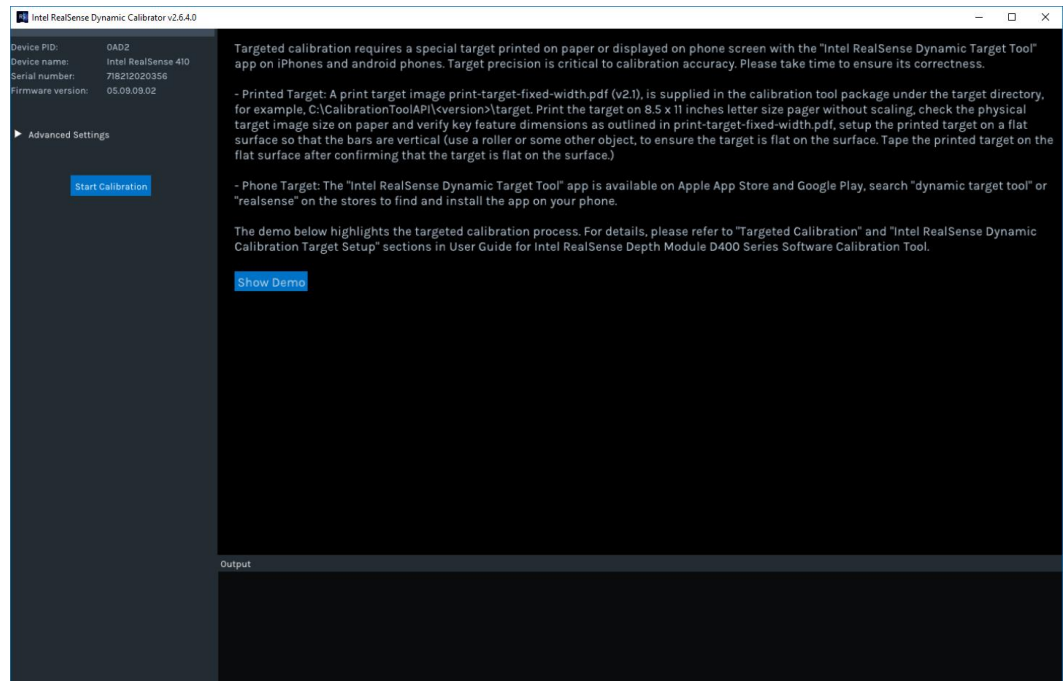 Intel RealSense Dynamic Calibrator v2.6.4.0
Device PID: 0AD2
Device name: Intel RealSense 410
Serial number: 718212020356
Firmware version: 05.09.09.02
Advanced Settings
Start Calibration
Targeted calibration requires a special target printed on paper or displayed on phone screen with the "Intel RealSense Dynamic Target Tool"
app on iPhones and android phones. Target precision is critical to calibration accuracy. Please take time to ensure its correctness.
- Printed Target: A print target image print-target-fixed-width.pdf (v2.1), is supplied in the calibration tool package under the target directory,
for example, C:\CalibrationToolAPI\<version>\target. Print the target on 8.5 x 11 inches letter size pager without scaling, check the physical
target image size on paper and verify key feature dimensions as outlined in print-target-fixed-width.pdf, setup the printed target on a flat
surface so that the bars are vertical (use a roller or some other object, to ensure the target is flat on the surface. Tape the printed target on the
flat surface after confirming that the target is flat on the surface.)
- Phone Target: The "Intel RealSense Dynamic Target Tool" app is available on Apple App Store and Google Play, search "dynamic target tool" or
"realsense" on the stores to find and install the app on your phone.
The demo below highlights the targeted calibration process. For details, please refer to "Targeted Calibration" and "Intel RealSense Dynamic
Calibration Target Setup" sections in User Guide for Intel RealSense Depth Module D400 Series Software Calibration Tool.
Show Demo
Output